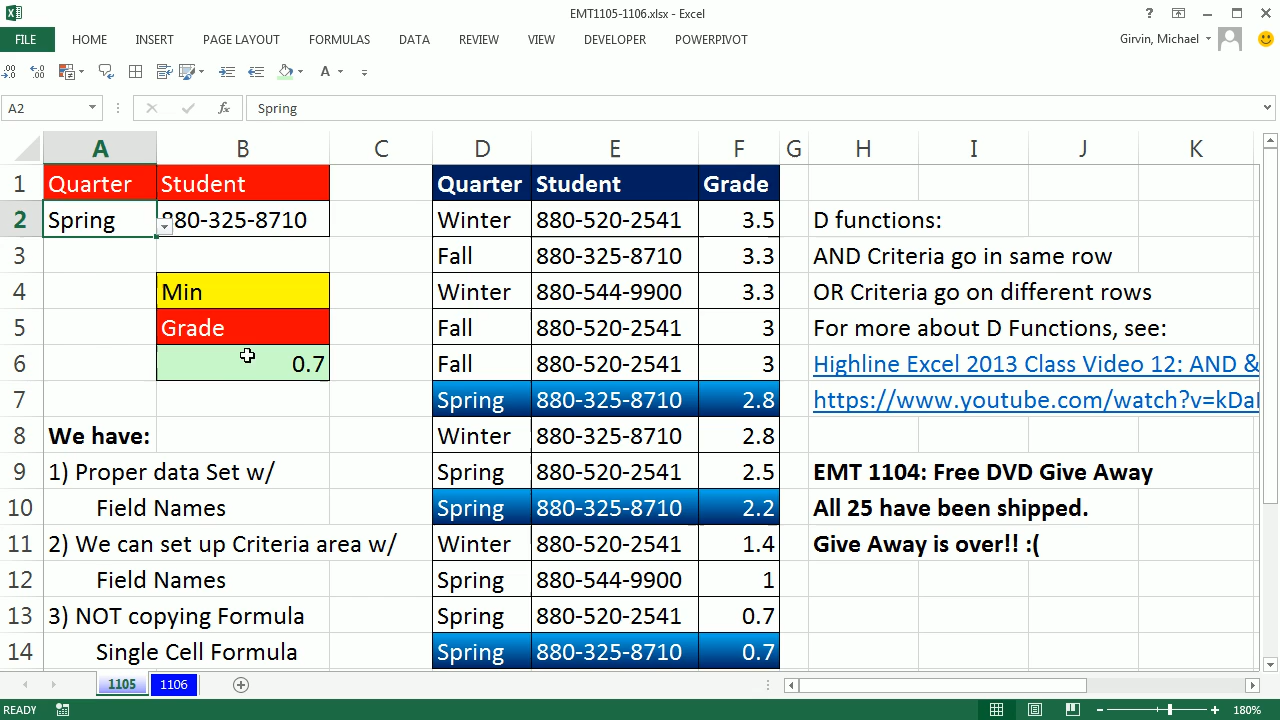 EMT1105-1106.xlsx - Excel
FILE HOME INSERT PAGE LAYOUT FORMULAS DATA REVIEW VIEW DEVELOPER POWERPIVOT Girvin, Michael
A2 fx Spring
A B C D E F G H I J K
1 Quarter Student Quarter Student Grade
2 Spring 880-325-8710 Winter 880-520-2541 3.5 D functions:
3 Fall 880-325-8710 3.3 AND Criteria go in same row
4 Min Winter 880-544-9900 3.3 OR Criteria go on different rows
5 Grade Fall 880-520-2541 3 For more about D Functions, see:
6 0.7 Fall 880-325-8710 3 Highline Excel 2013 Class Video 12: AND &
7 Spring 880-325-8710 2.8 https://www.youtube.com/watch?v=kDa
8 We have: Winter 880-325-8710 2.8
9 1) Proper data Set w/ Spring 880-520-2541 2.5 EMT 1104: Free DVD Give Away
10 Field Names Spring 880-325-8710 2.2 All 25 have been shipped.
11 2) We can set up Criteria area w/ Winter 880-520-2541 1.4 Give Away is over!! :(
12 Field Names Spring 880-544-9900 1
13 3) NOT copying Formula Spring 880-520-2541 0.7
14 Single Cell Formula Spring 880-325-8710 0.7
1105 1106
READY 180%